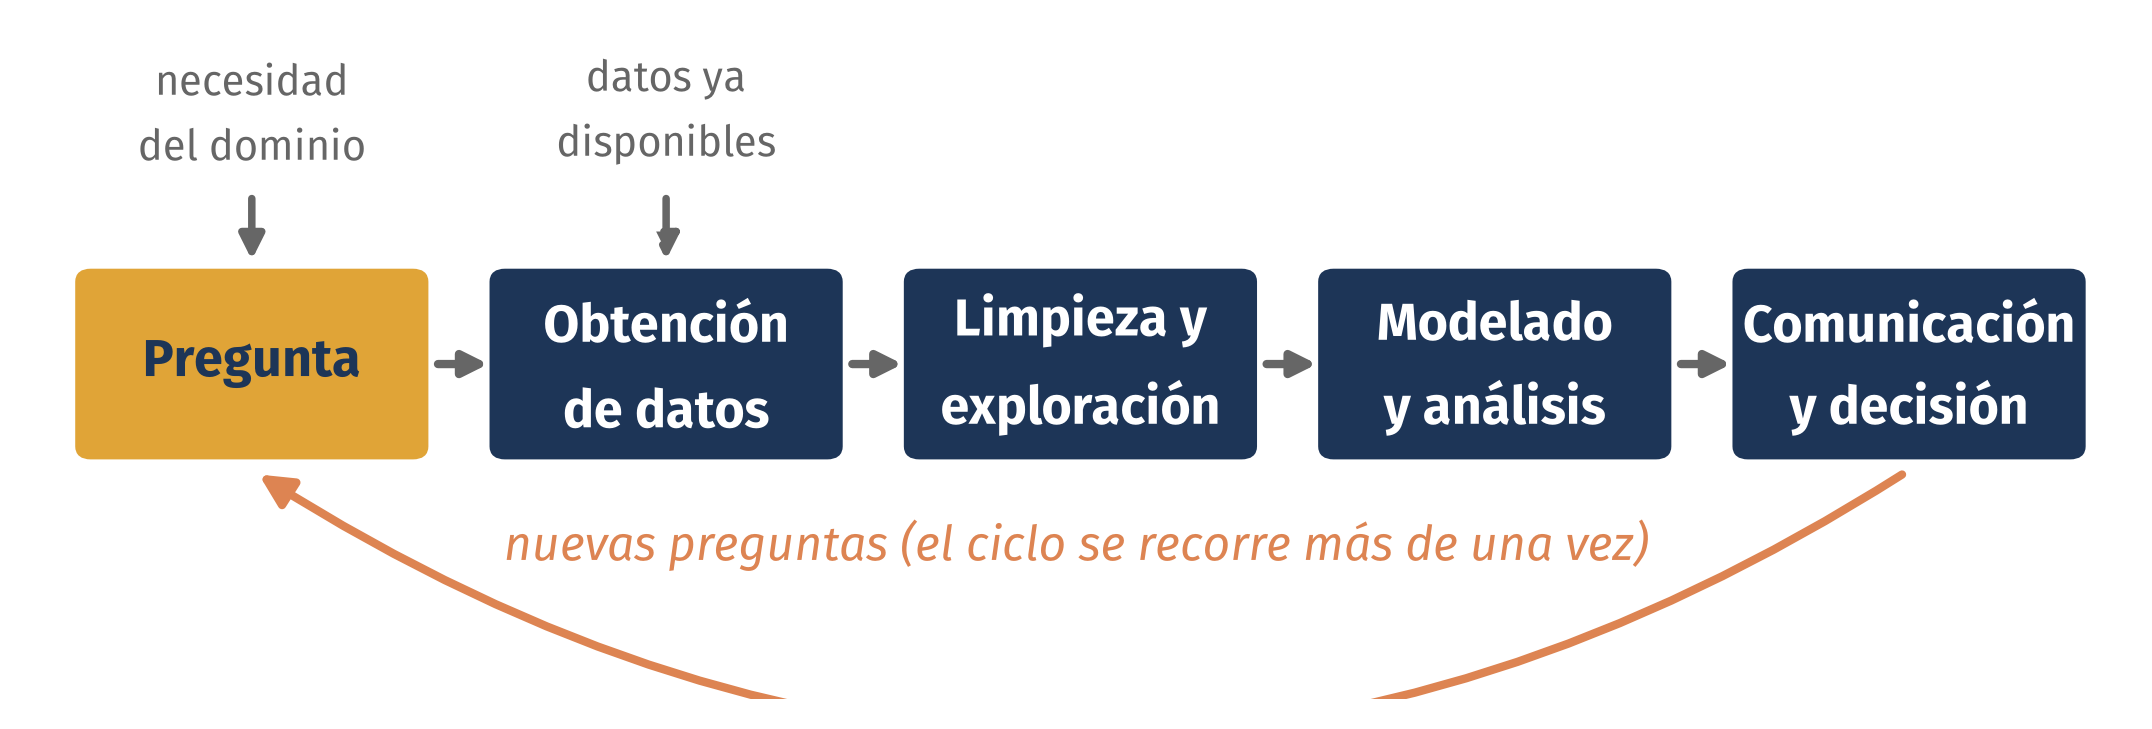 necesidad
del dominio
datos ya
disponibles
Pregunta
Obtención
de datos
Limpieza y
exploración
Modelado
y análisis
Comunicación
y decisión
nuevas preguntas (el ciclo se recorre más de una vez)